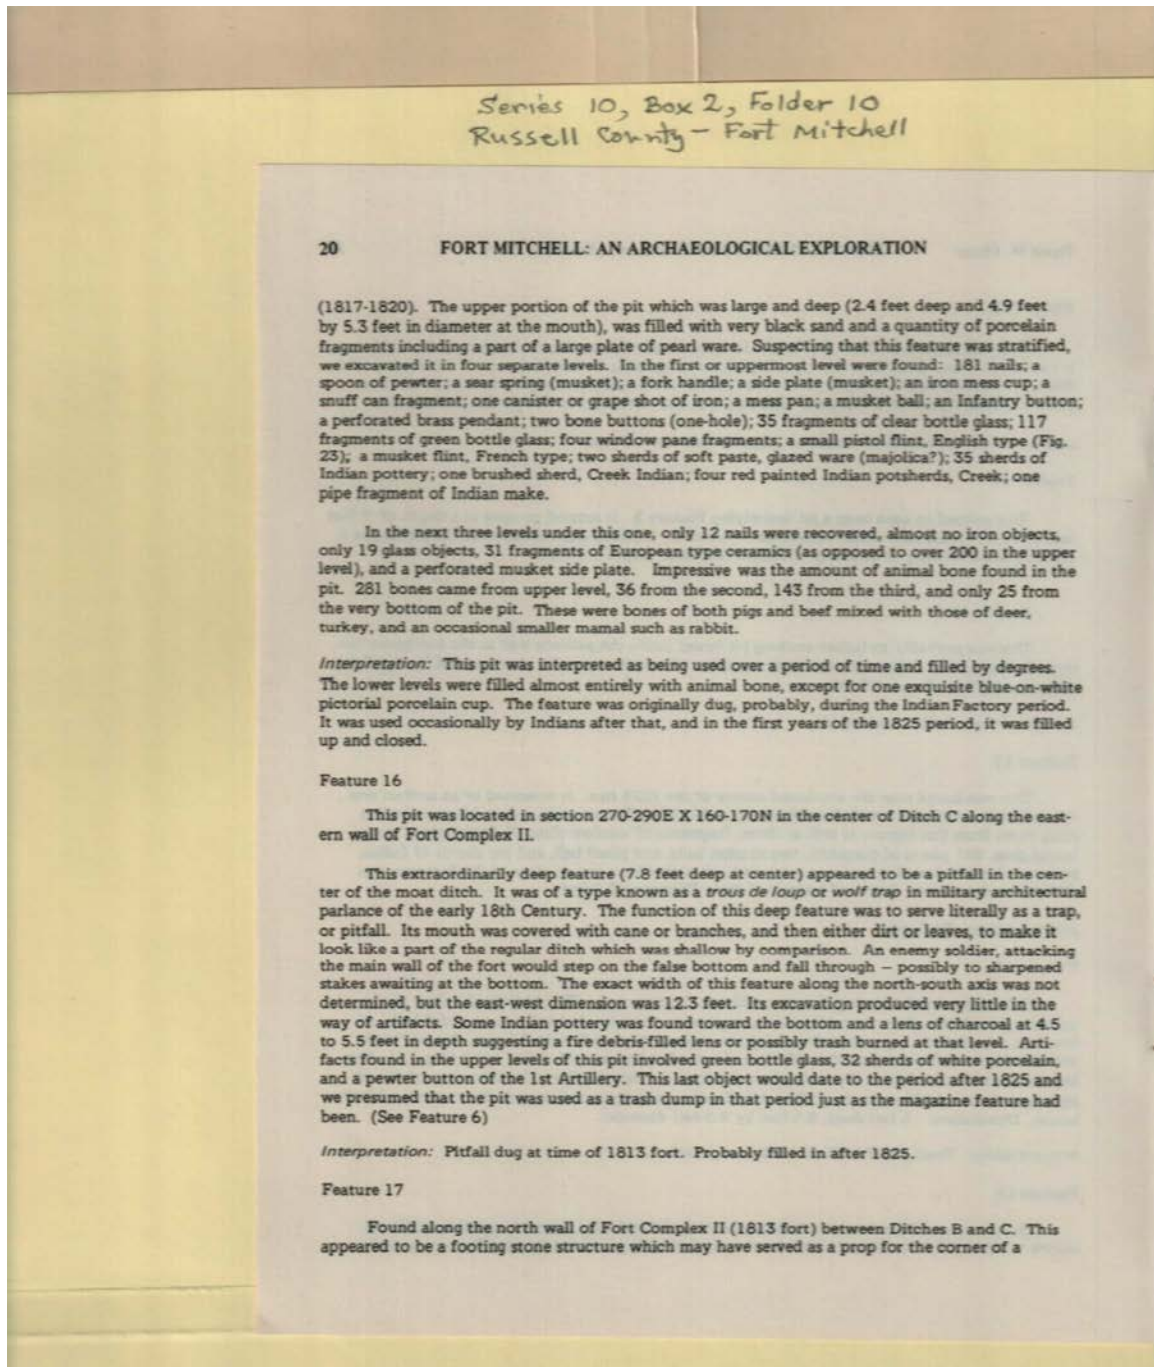 Series 10, Box 2, Folder 10
Russell County - Fort Mitchell
20 FORT MITCHELL: AN ARCHAEOLOGICAL EXPLORATION
(1817-1820). The upper portion of the pit which was large and deep (2.4 feet deep and 4.9 feet
by 5.3 feet in diameter at the mouth), was filled with very black sand and a quantity of porcelain
fragments including a part of a large plate of pearl ware. Suspecting that this feature was stratified,
we excavated it in four separate levels. In the first or uppermost level were found: 181 nails; a
spoon of pewter; a sear spring (musket); a fork handle; a side plate (musket); an iron mess cup; a
snuff can fragment; one canister or grape shot of iron; a mess pan; a musket ball; an Infantry button;
a perforated brass pendant; two bone buttons (one-hole); 35 fragments of clear bottle glass; 117
fragments of green bottle glass; four window pane fragments; a small pistol flint, English type (Fig.
23); a musket flint, French type; two sherds of soft paste, glazed ware (majolica?); 35 sherds of
Indian pottery; one brushed sherd, Creek Indian; four red painted Indian potsherds, Creek; one
pipe fragment of Indian make.
In the next three levels under this one, only 12 nails were recovered, almost no iron objects,
only 19 glass objects, 31 fragments of European type ceramics (as opposed to over 200 in the upper
level), and a perforated musket side plate. Impressive was the amount of animal bone found in the
pit. 281 bones came from upper level, 36 from the second, 143 from the third, and only 25 from
the very bottom of the pit. These were bones of both pigs and beef mixed with those of deer,
turkey, and an occasional smaller mamal such as rabbit.
Interpretation: This pit was interpreted as being used over a period of time and filled by degrees.
The lower levels were filled almost entirely with animal bone, except for one exquisite blue-on-white
pictorial porcelain cup. The feature was originally dug, probably, during the Indian Factory period.
It was used occasionally by Indians after that, and in the first years of the 1825 period, it was filled
up and closed.
Feature 16
This pit was located in section 270-290E X 160-170N in the center of Ditch C along the east-
ern wall of Fort Complex II.
This extraordinarily deep feature (7.8 feet deep at center) appeared to be a pitfall in the cen-
ter of the moat ditch. It was of a type known as a trous de loup or wolf trap in military architectural
parlance of the early 18th Century. The function of this deep feature was to serve literally as a trap,
or pitfall. Its mouth was covered with cane or branches, and then either dirt or leaves, to make it
look like a part of the regular ditch which was shallow by comparison. An enemy soldier, attacking
the main wall of the fort would step on the false bottom and fall through — possibly to sharpened
stakes awaiting at the bottom. The exact width of this feature along the north-south axis was not
determined, but the east-west dimension was 12.3 feet. Its excavation produced very little in the
way of artifacts. Some Indian pottery was found toward the bottom and a lens of charcoal at 4.5
to 5.5 feet in depth suggesting a fire debris-filled lens or possibly trash burned at that level. Arti-
facts found in the upper levels of this pit involved green bottle glass, 32 sherds of white porcelain,
and a pewter button of the 1st Artillery. This last object would date to the period after 1825 and
we presumed that the pit was used as a trash dump in that period just as the magazine feature had
been. (See Feature 6)
Interpretation: Pitfall dug at time of 1813 fort. Probably filled in after 1825.
Feature 17
Found along the north wall of Fort Complex II (1813 fort) between Ditches B and C. This
appeared to be a footing stone structure which may have served as a prop for the corner of a